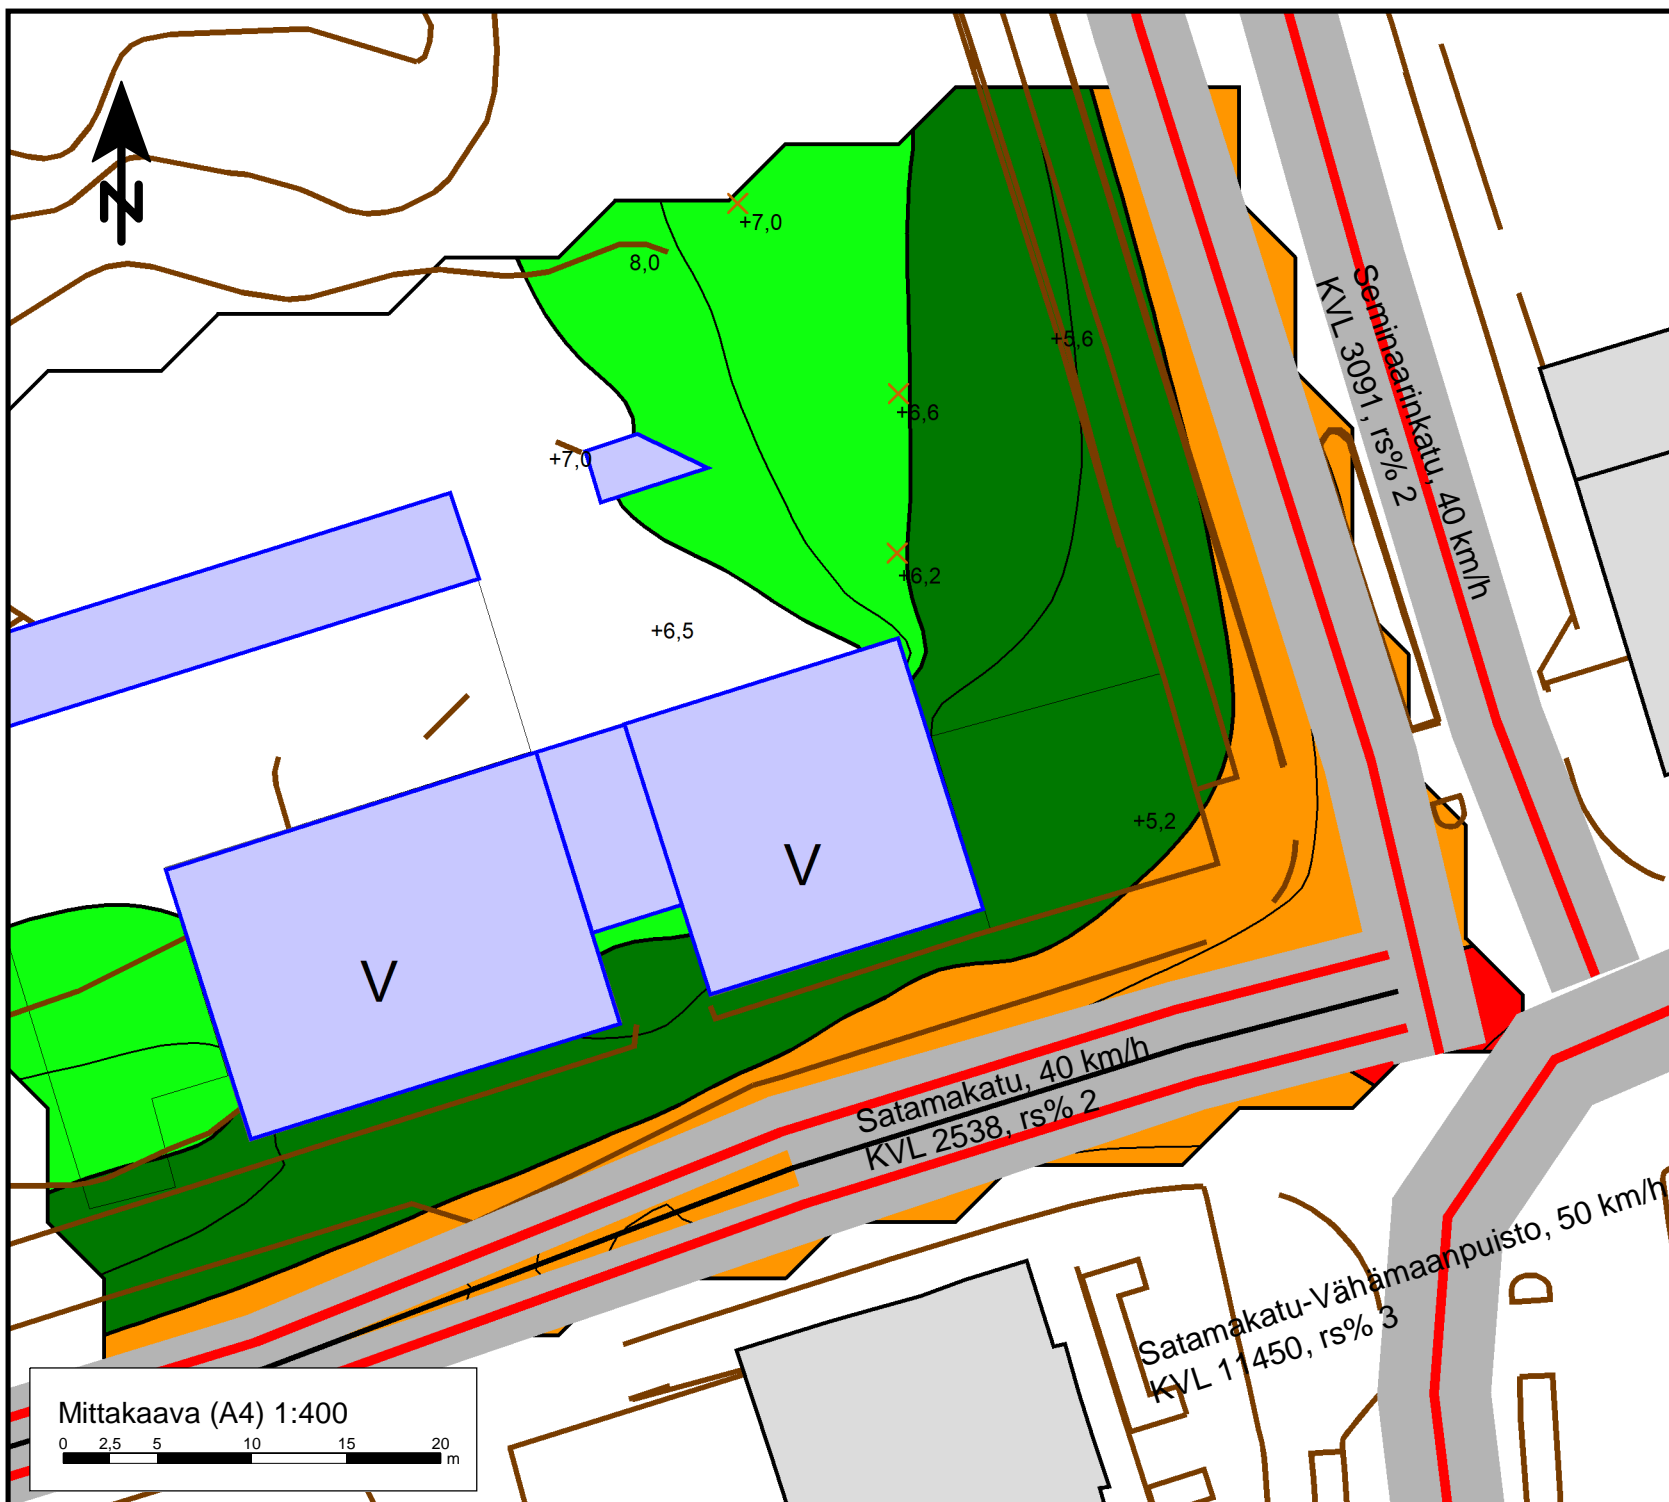 N
+7,0
8,0
+5,6
+6,6
+7,0
+6,2
+6,5
Seminaarinkatu, 40 km/h
KVL 3091, rs% 2
+5,2
V
V
Satamakatu, 40 km/h
KVL 2538, rs% 2
Satamakatu-Vähämaanpuisto, 50 km/h
KVL 11450, rs% 3
Mittakaava (A4) 1:400
0 2,5 5 10 15 20
m